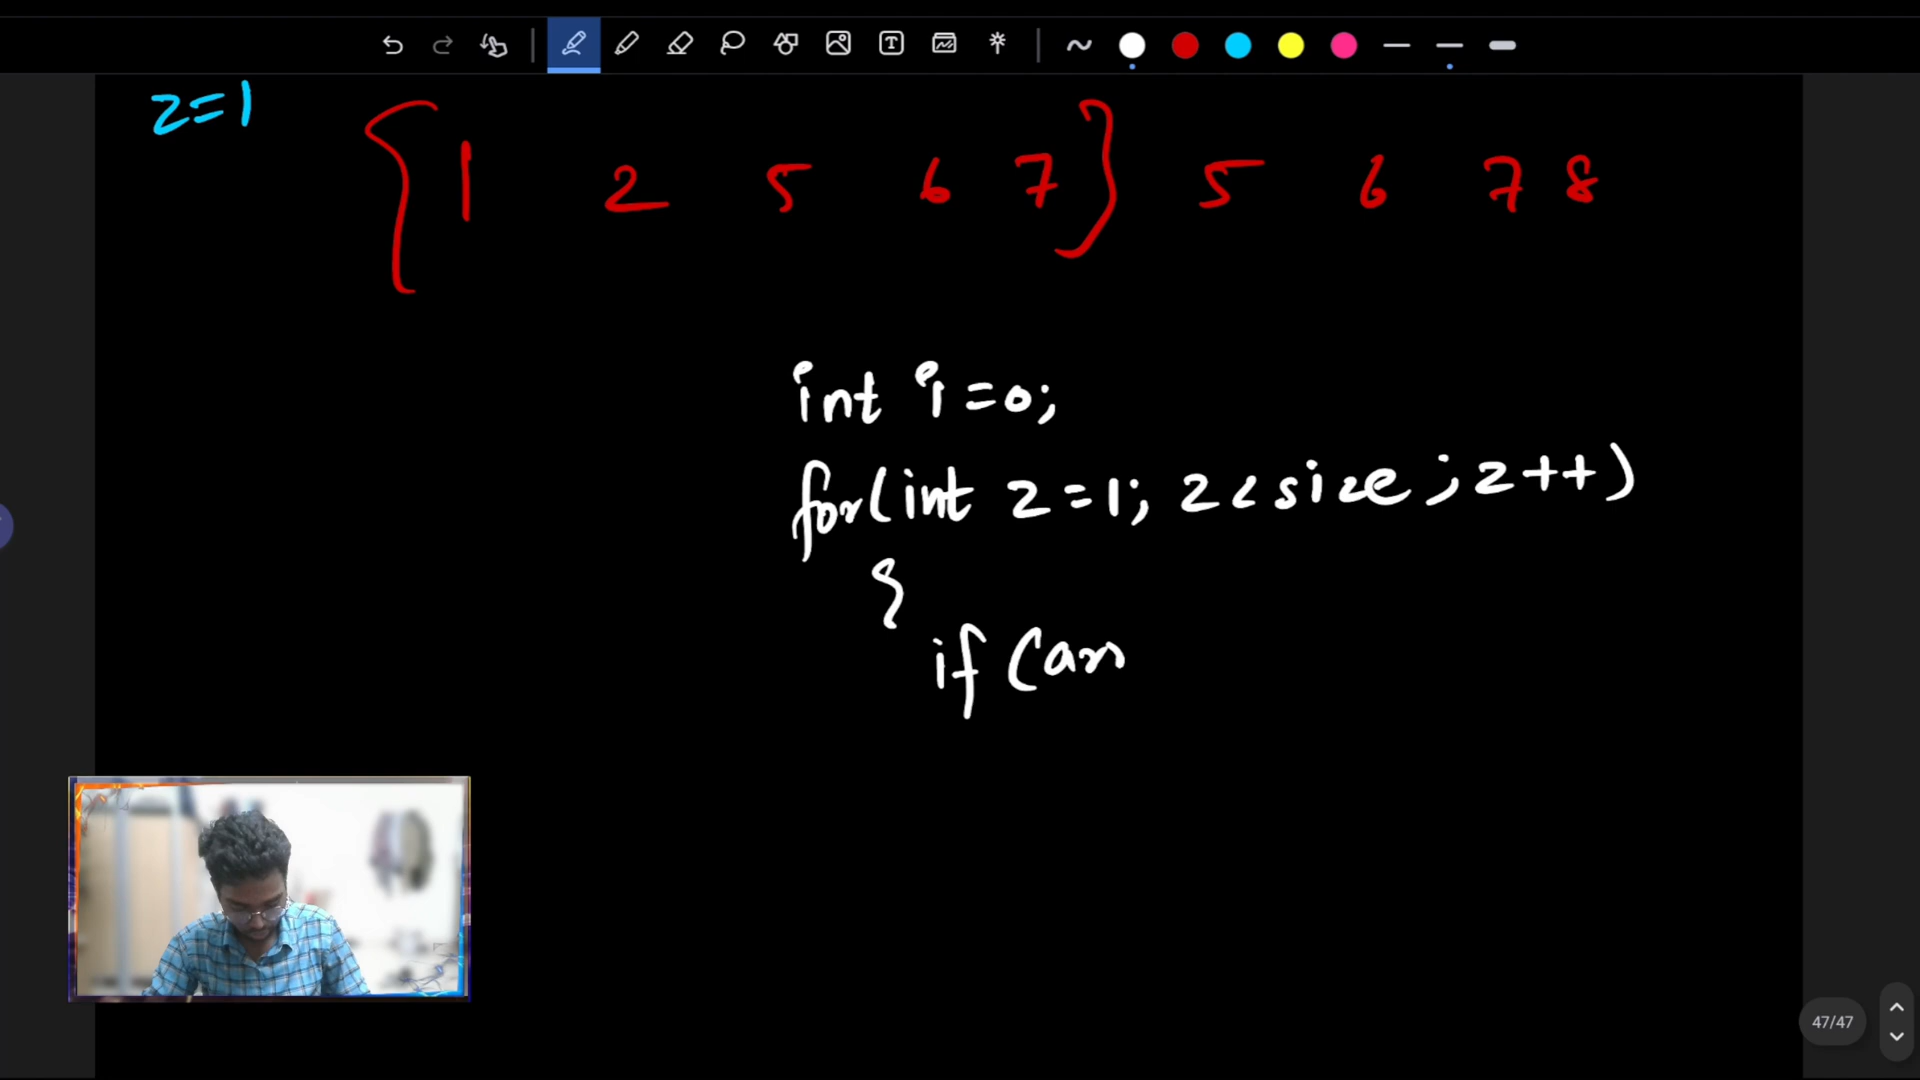 z=1
{ 1 2 5 6 7 } 5 6 7 8
int i=0;
for(int z=1; z<size; z++)
{
if (arr
47/47